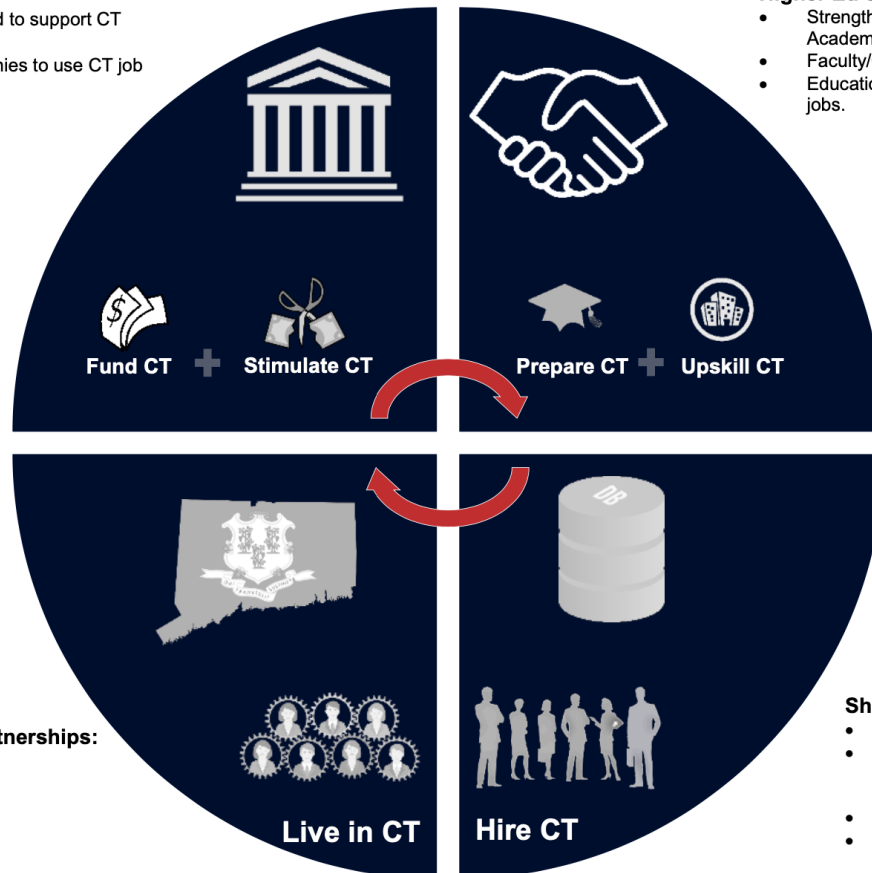 d to support CT
nies to use CT job
Strength
Academ
Faculty/
Educatio
jobs.
$
Fund CT + Stimulate CT
Prepare CT + Upskill CT
DB
Sh
tnerships:
Live in CT
Hire CT